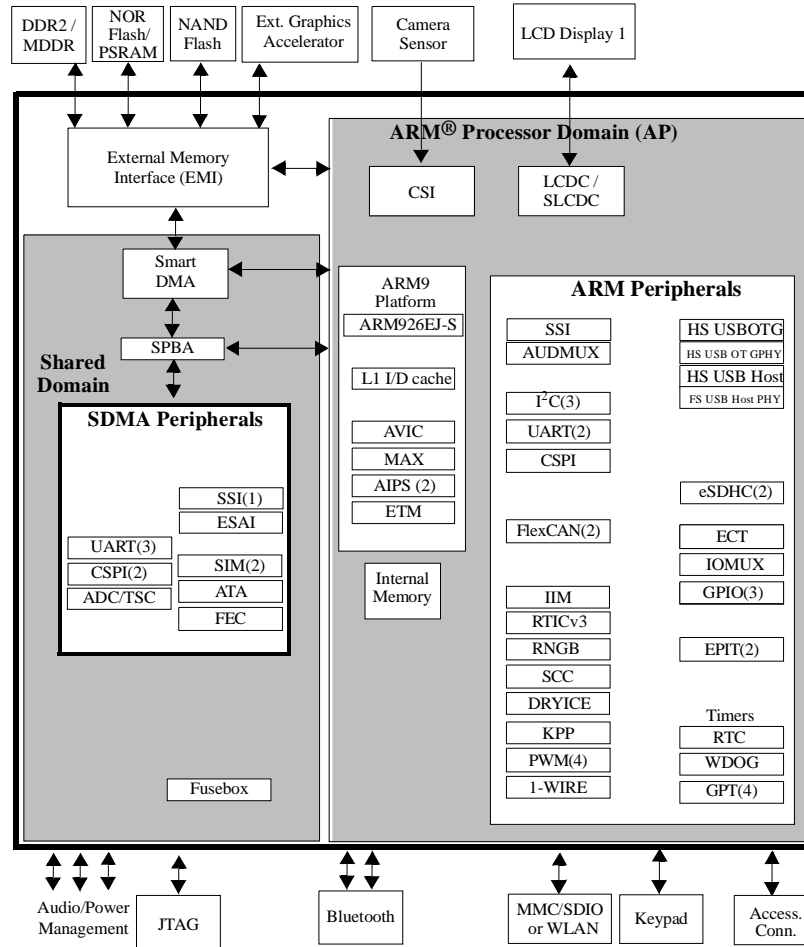 DDR2 /
MDDR
NOR
Flash/
PSRAM
NAND
Flash
Ext. Graphics
Accelerator
Camera
Sensor
LCD Display 1
ARM® Processor Domain (AP)
External Memory
Interface (EMI)
CSI
LCDC /
SLCDC
Smart
DMA
SPBA
Shared
Domain
SDMA Peripherals
SSI(1)
ESAI
UART(3)
CSPI(2)
ADC/TSC
SIM(2)
ATA
FEC
Fusebox
ARM9
Platform
ARM926EJ-S
L1 I/D cache
AVIC
MAX
AIPS (2)
ETM
Internal
Memory
ARM Peripherals
SSI
AUDMUX
I²C(3)
UART(2)
CSPI
FlexCAN(2)
IIM
RTICv3
RNGB
SCC
DRYICE
KPP
PWM(4)
1-WIRE
HS USBOTG
HS USB OT GPHY
HS USB Host
FS USB Host PHY
eSDHC(2)
ECT
IOMUX
GPIO(3)
EPIT(2)
Timers
RTC
WDOG
GPT(4)
Audio/Power
Management
JTAG
Bluetooth
MMC/SDIO
or WLAN
Keypad
Access.
Conn.